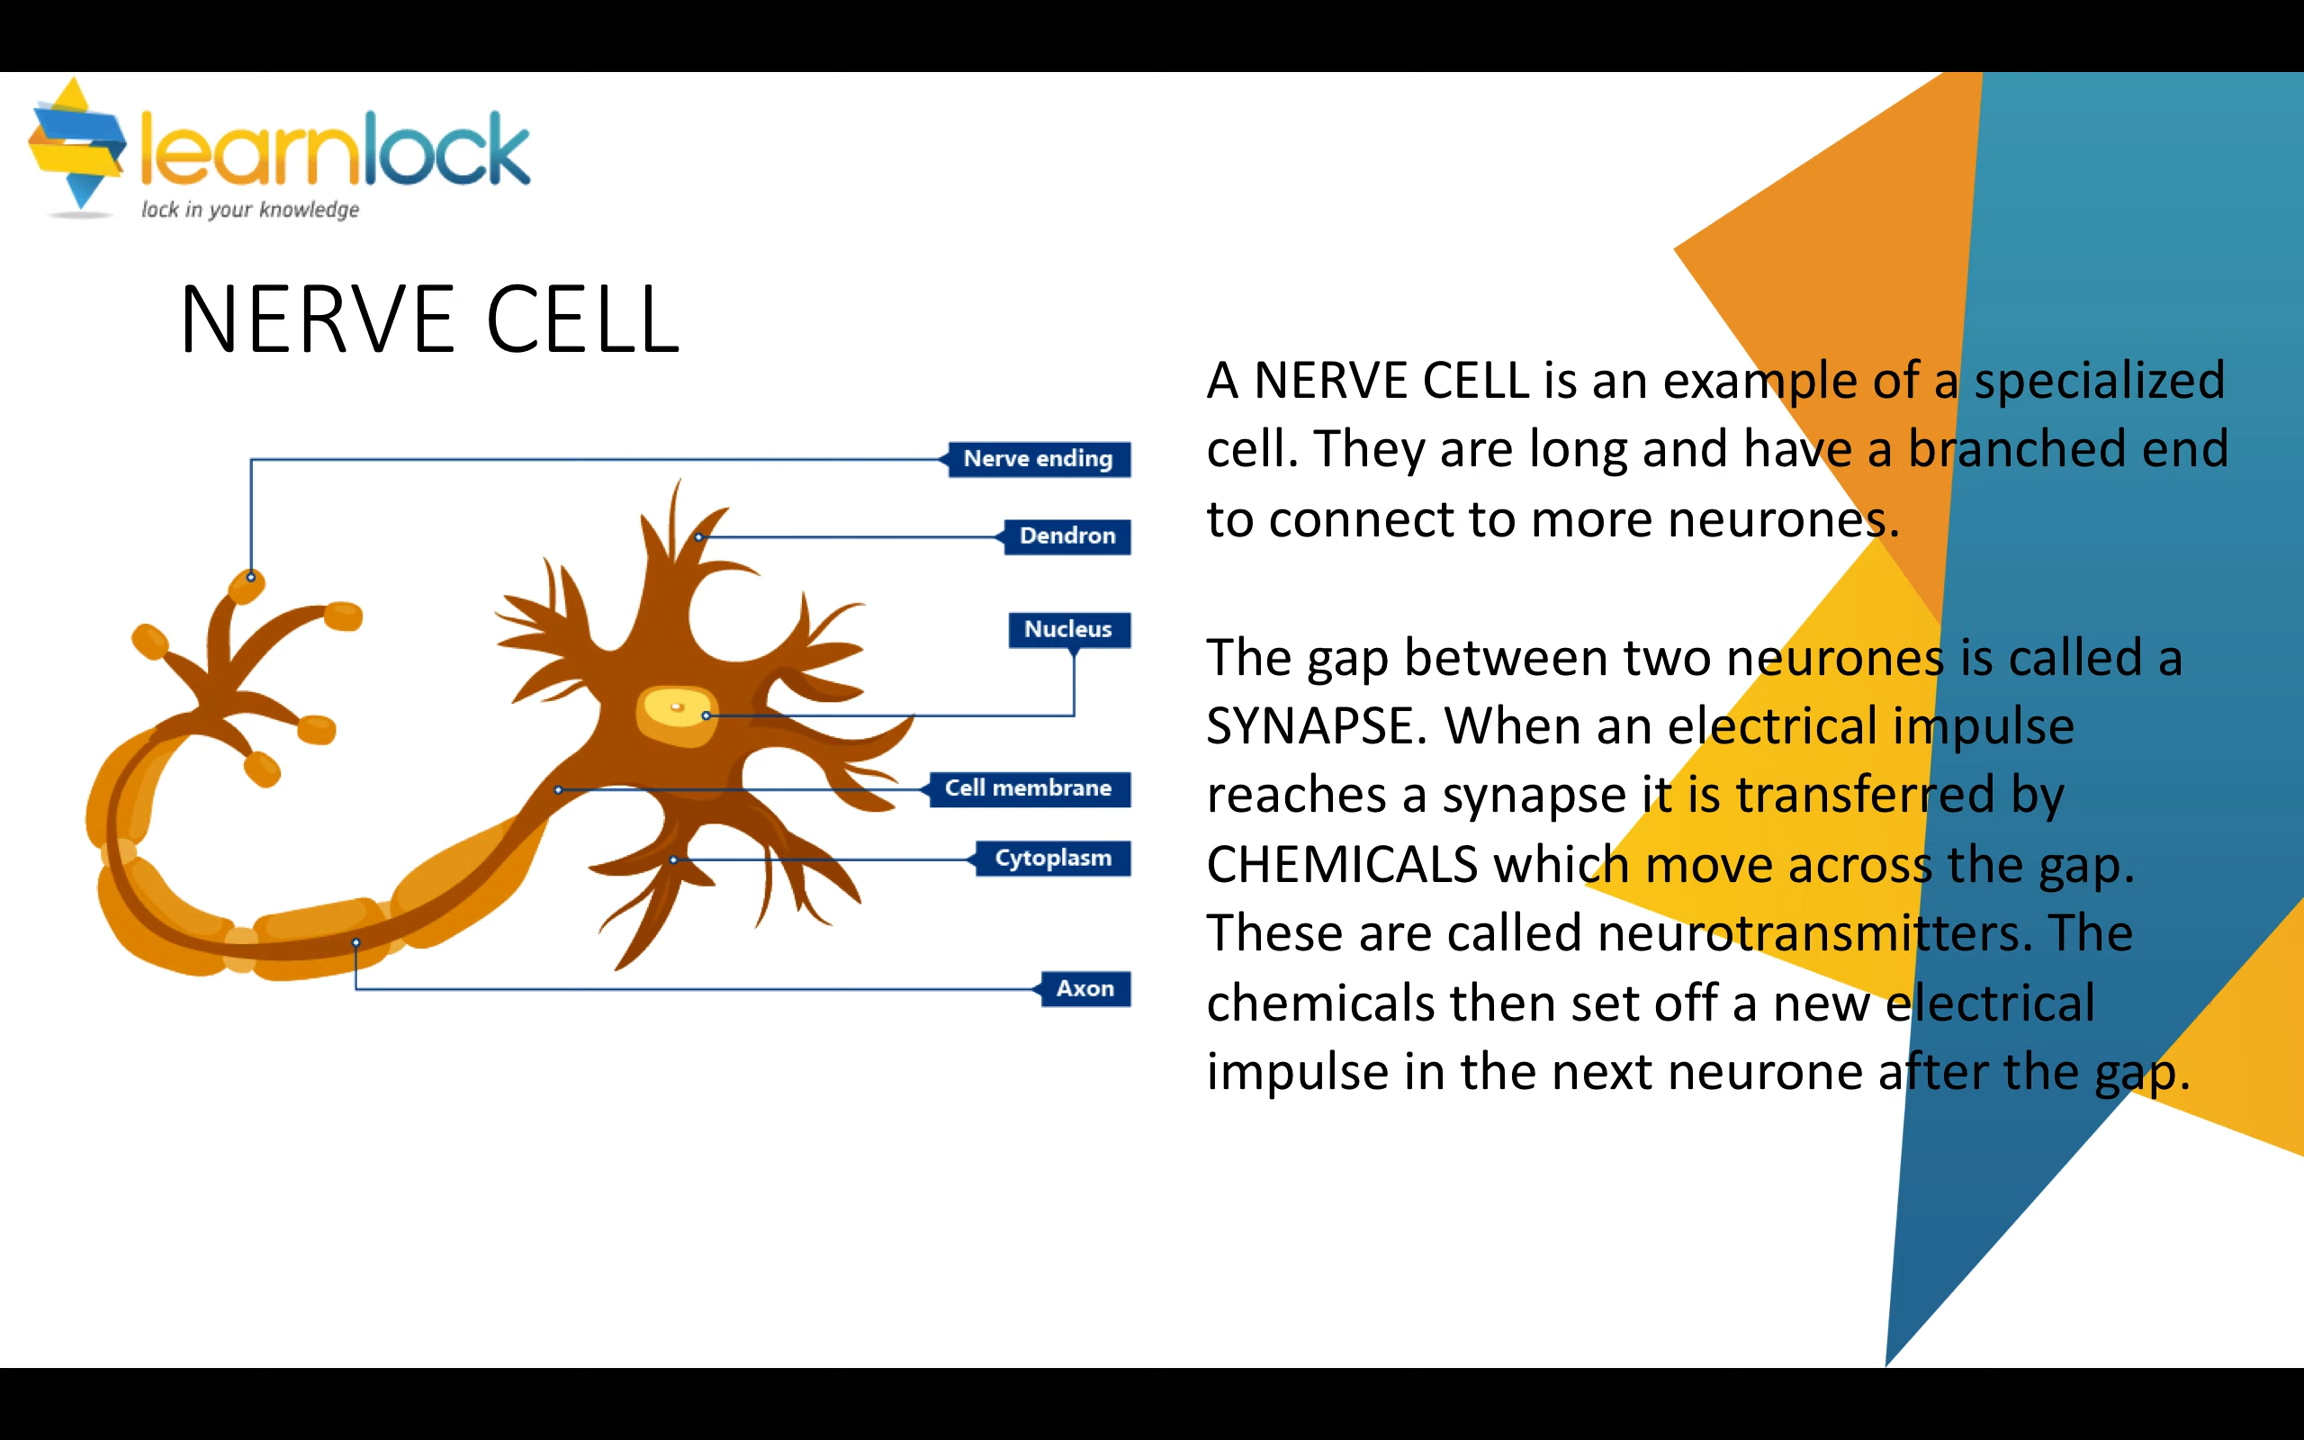 learnlock
lock in your knowledge
NERVE CELL
Nerve ending
Dendron
Nucleus
Cell membrane
Cytoplasm
Axon
A NERVE CELL is an example of a specialized
cell. They are long and have a branched end
to connect to more neurones.
The gap between two neurones is called a
SYNAPSE. When an electrical impulse
reaches a synapse it is transferred by
CHEMICALS which move across the gap.
These are called neurotransmitters. The
chemicals then set off a new electrical
impulse in the next neurone after the gap.